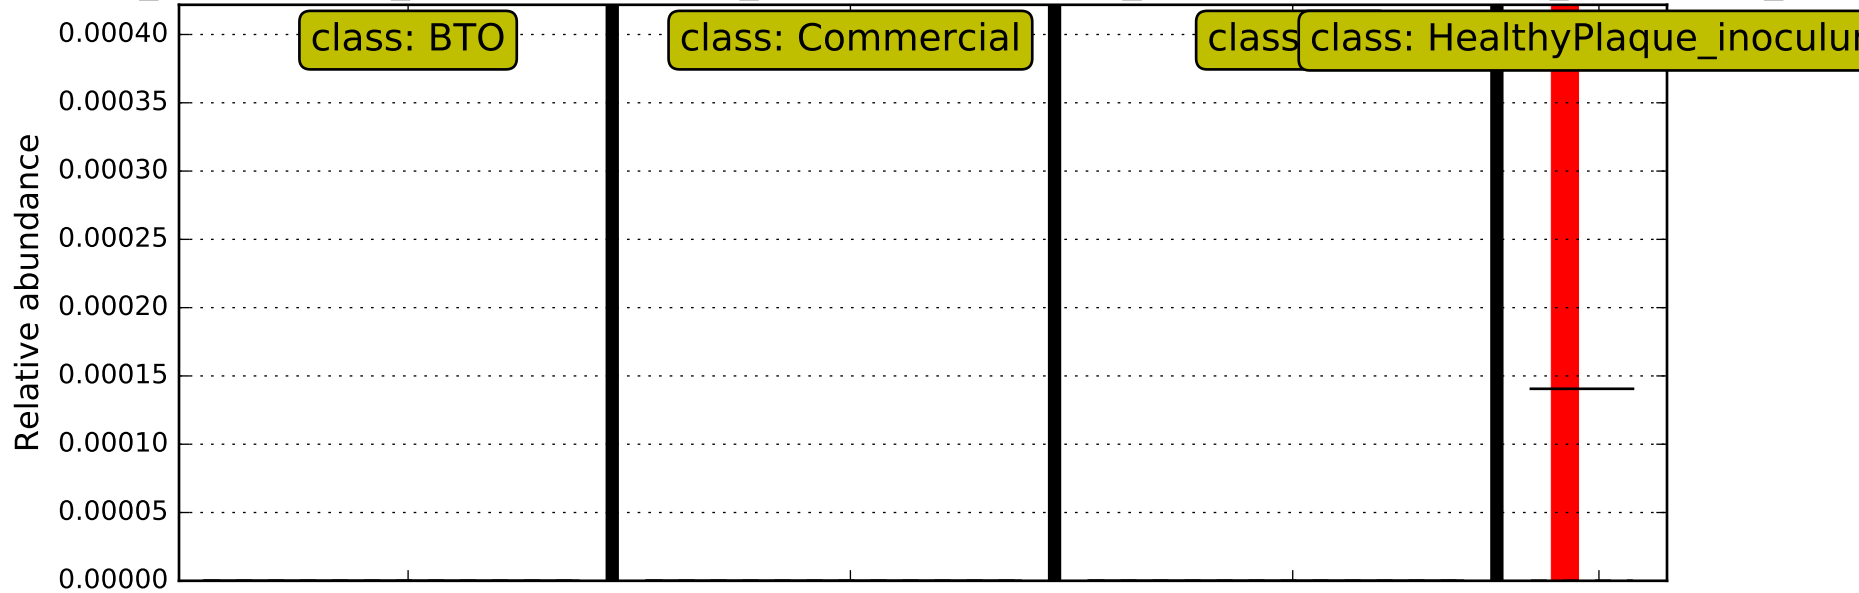 class: BTO
class: Commercial
class
class: HealthyPlaque_inoculu
Relative abundance
0.00040
0.00035
0.00030
0.00025
0.00020
0.00015
0.00010
0.00005
0.00000